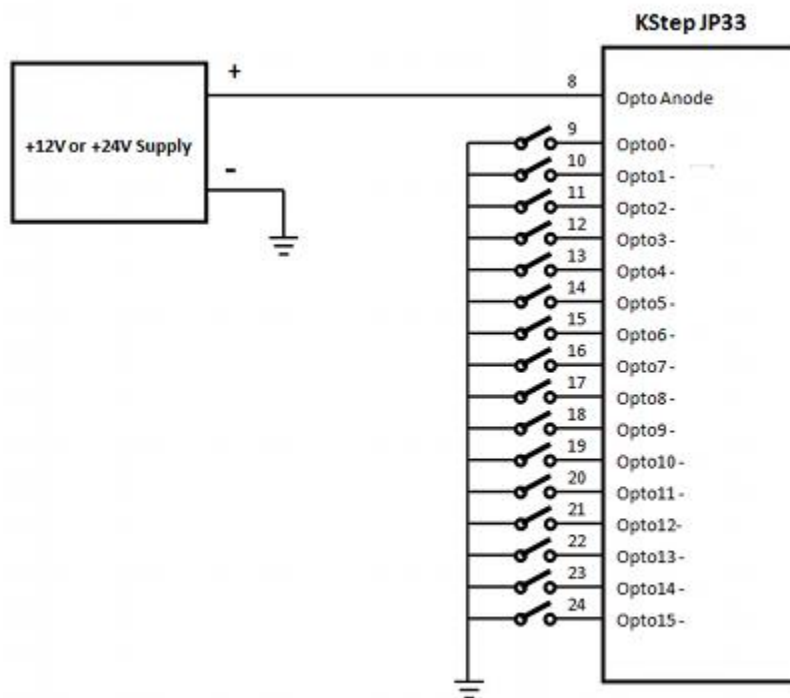 KStep JP33
+
8
Opto Anode
+12V or +24V Supply
-
9
Opto0-
10
Opto1-
11
Opto2-
12
Opto3-
13
Opto4-
14
Opto5-
15
Opto6-
16
Opto7-
17
Opto8-
18
Opto9-
19
Opto10-
20
Opto11-
21
Opto12-
22
Opto13-
23
Opto14-
24
Opto15-